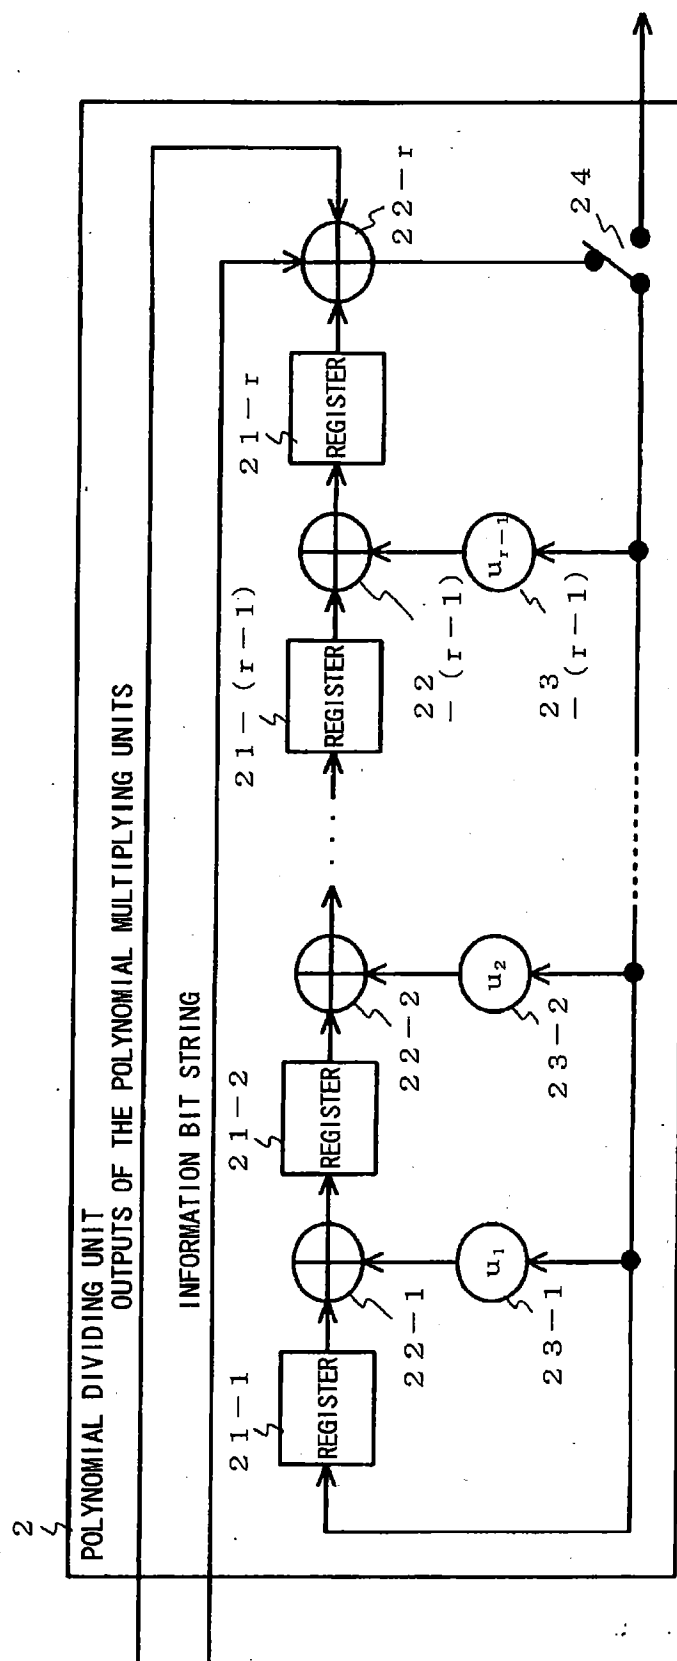 2
POLYNOMIAL DIVIDING UNIT
OUTPUTS OF THE POLYNOMIAL MULTIPLYING UNITS
INFORMATION BIT STRING
21-1
21-2
21-(r-1)
21-r
REGISTER
REGISTER
...
REGISTER
REGISTER
22-1
22-2
22
-(r-1)
22-r
u1
u2
ur-1
23-1
23-2
23
-(r-1)
24